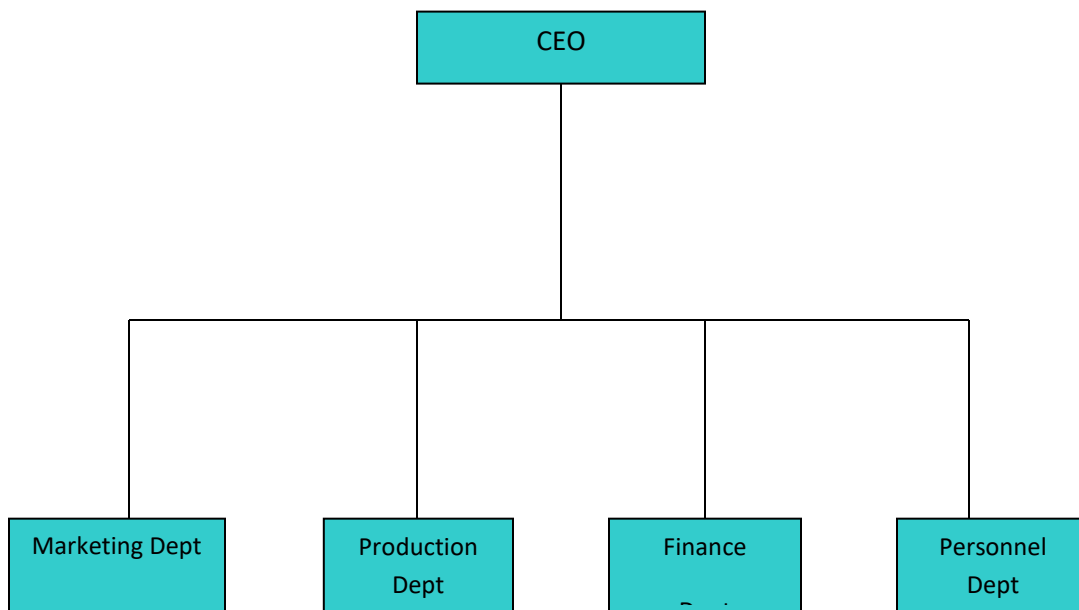 CEO
Marketing Dept
Production
Dept
Finance
Personnel
Dept